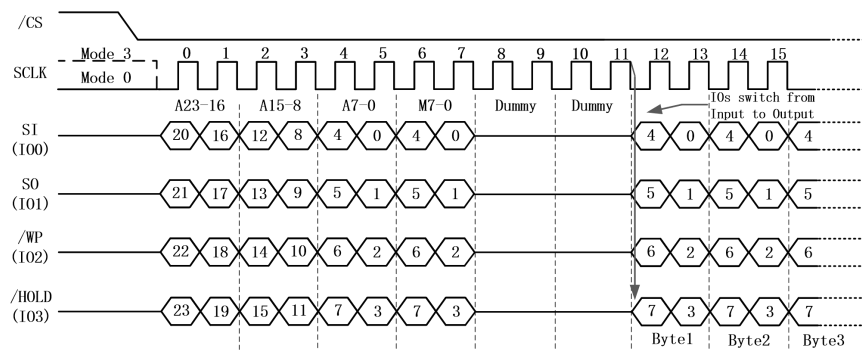 /CS
Mode 3 0 1 2 3 4 5 6 7 8 9 10 11 12 13 14 15
SCLK
Mode 0
A23-16 A15-8 A7-0 M7-0 Dummy Dummy IOs switch from
Input to Output
SI
(IO0)
20 16 12 8 4 0 4 0 4 0 4 0 4
SO
(IO1)
21 17 13 9 5 1 5 1 5 1 5 1 5
/WP
(IO2)
22 18 14 10 6 2 6 2 6 2 6 2 6
/HOLD
(IO3)
23 19 15 11 7 3 7 3 7 3 7 3 7
Byte1 Byte2 Byte3